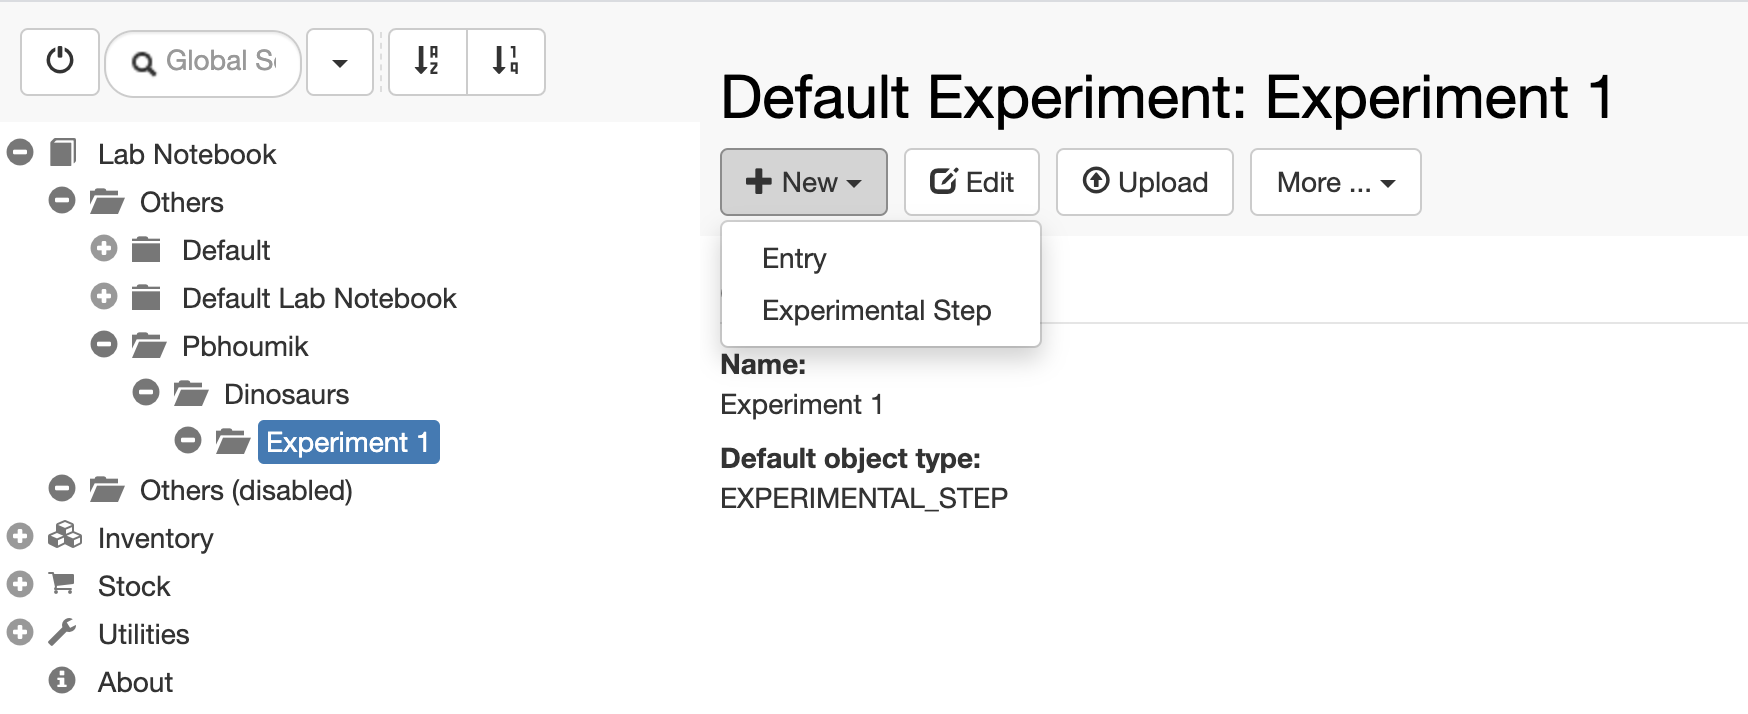 Global S
Lab Notebook
Others
Default
Default Lab Notebook
Pbhoumik
Dinosaurs
Experiment 1
Others (disabled)
Inventory
Stock
Utilities
About
Default Experiment: Experiment 1
New
Edit
Upload
More ...
Entry
Experimental Step
Name:
Experiment 1
Default object type:
EXPERIMENTAL_STEP